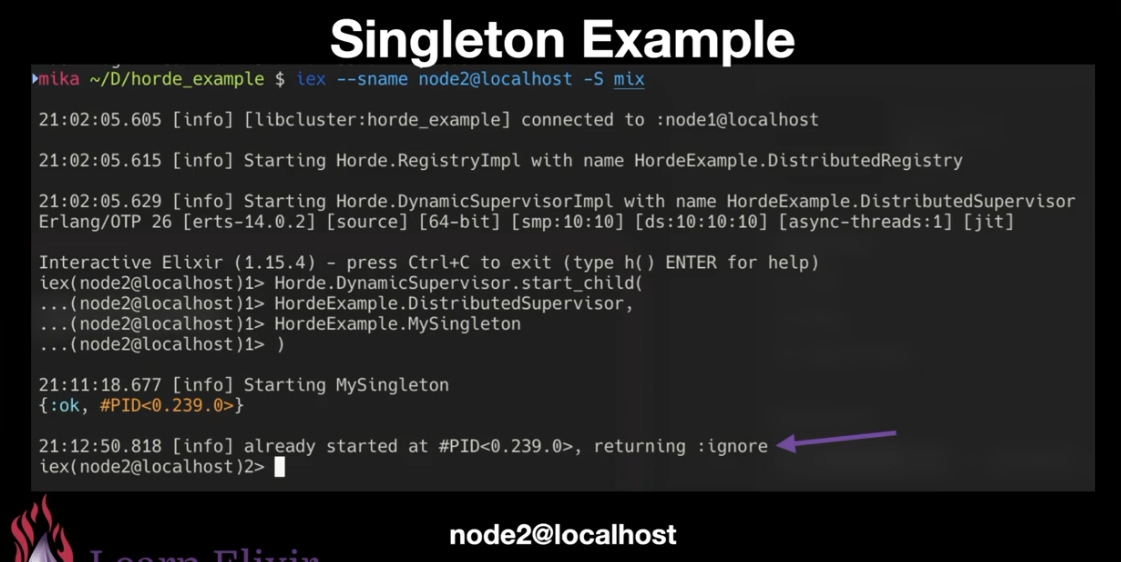 Singleton Example
mika ~/D/horde_example $ iex --sname node2@localhost -S mix
21:02:05.605 [info] [libcluster:horde_example] connected to :node1@localhost
21:02:05.615 [info] Starting Horde.RegistryImpl with name HordeExample.DistributedRegistry
21:02:05.629 [info] Starting Horde.DynamicSupervisorImpl with name HordeExample.DistributedSupervisor
Erlang/OTP 26 [erts-14.0.2] [source] [64-bit] [smp:10:10] [ds:10:10:10] [async-threads:1] [jit]
Interactive Elixir (1.15.4) - press Ctrl+C to exit (type h() ENTER for help)
iex(node2@localhost)1> Horde.DynamicSupervisor.start_child(
...(node2@localhost)1> HordeExample.DistributedSupervisor,
...(node2@localhost)1> HordeExample.MySingleton
...(node2@localhost)1> )
21:11:18.677 [info] Starting MySingleton
{:ok, #PID<0.239.0>}
21:12:50.818 [info] already started at #PID<0.239.0>, returning :ignore
iex(node2@localhost)2>
node2@localhost
Learn Elixir